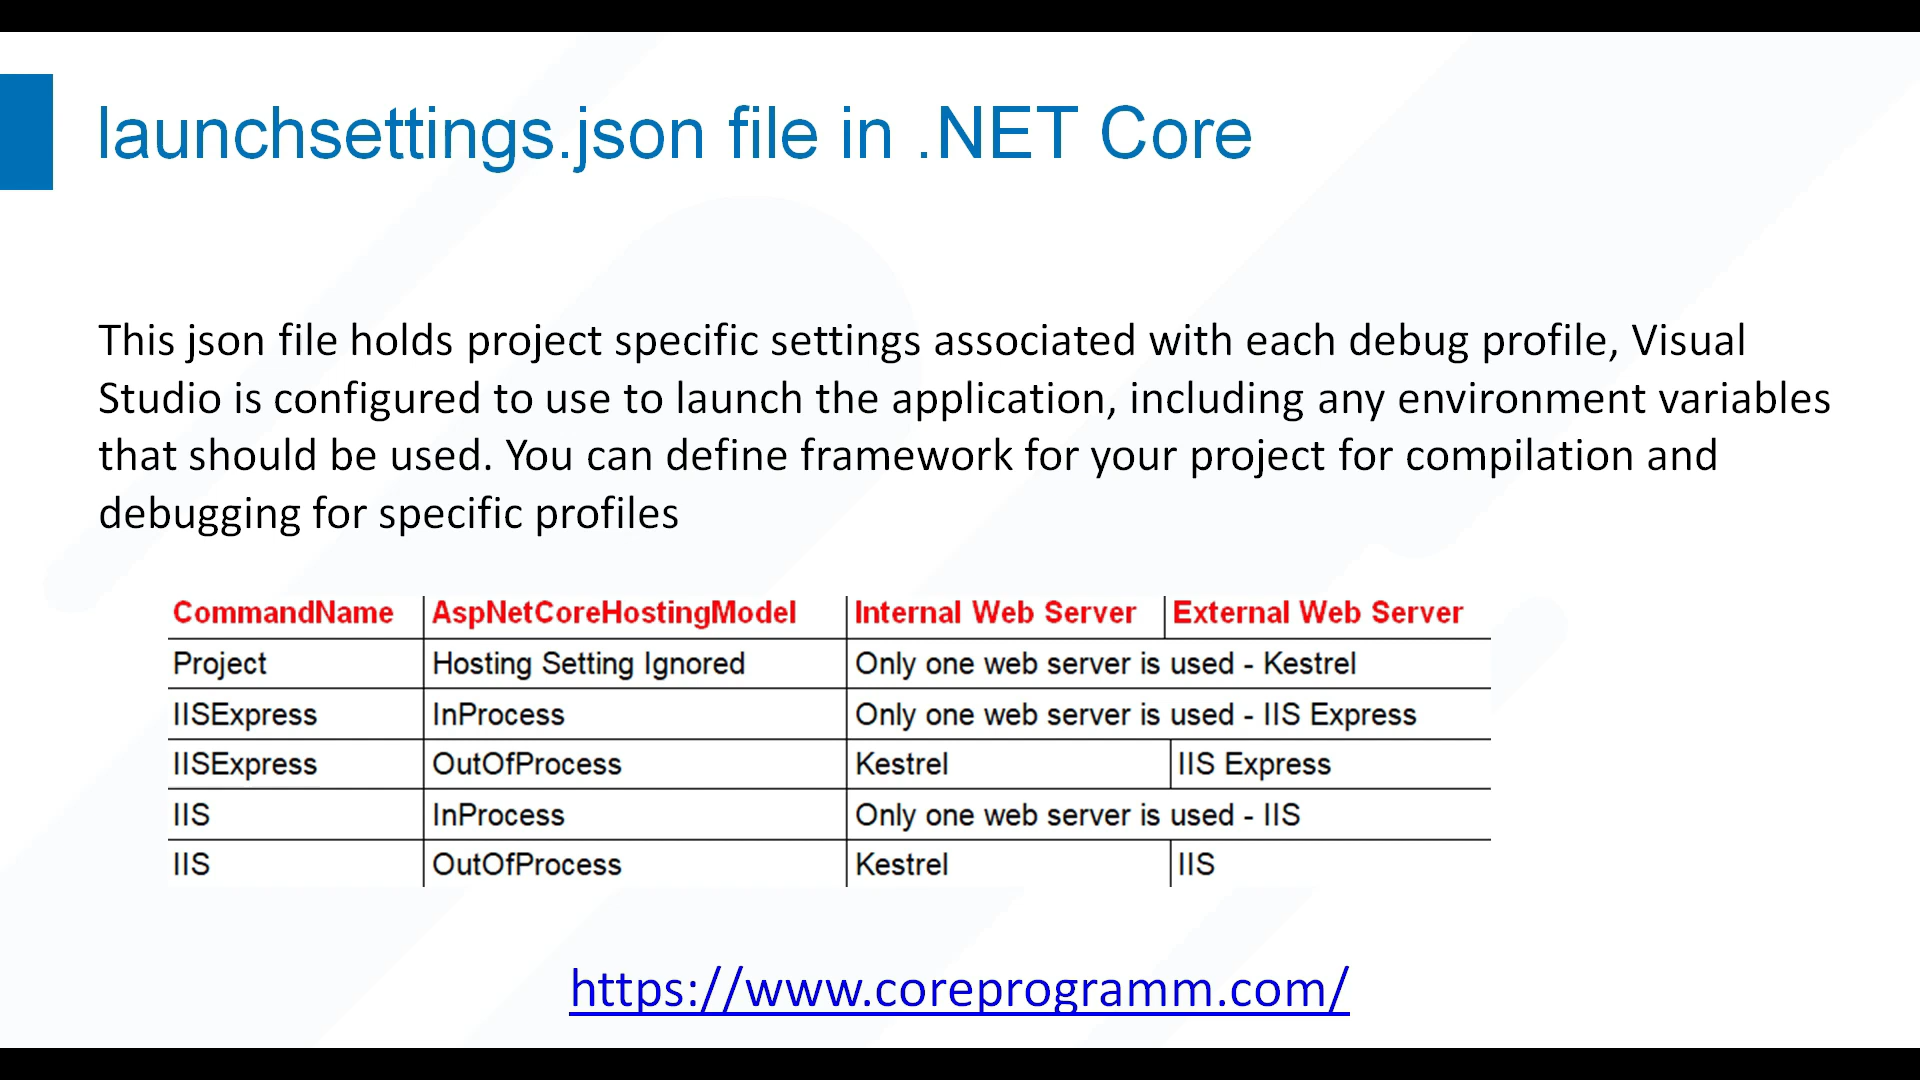 launchsettings.json file in .NET Core
This json file holds project specific settings associated with each debug profile, Visual
Studio is configured to use to launch the application, including any environment variables
that should be used. You can define framework for your project for compilation and
debugging for specific profiles
CommandName AspNetCoreHostingModel Internal Web Server External Web Server
Project Hosting Setting Ignored Only one web server is used - Kestrel
IISExpress InProcess Only one web server is used - IIS Express
IISExpress OutOfProcess Kestrel IIS Express
IIS InProcess Only one web server is used - IIS
IIS OutOfProcess Kestrel IIS
https://www.coreprogramm.com/